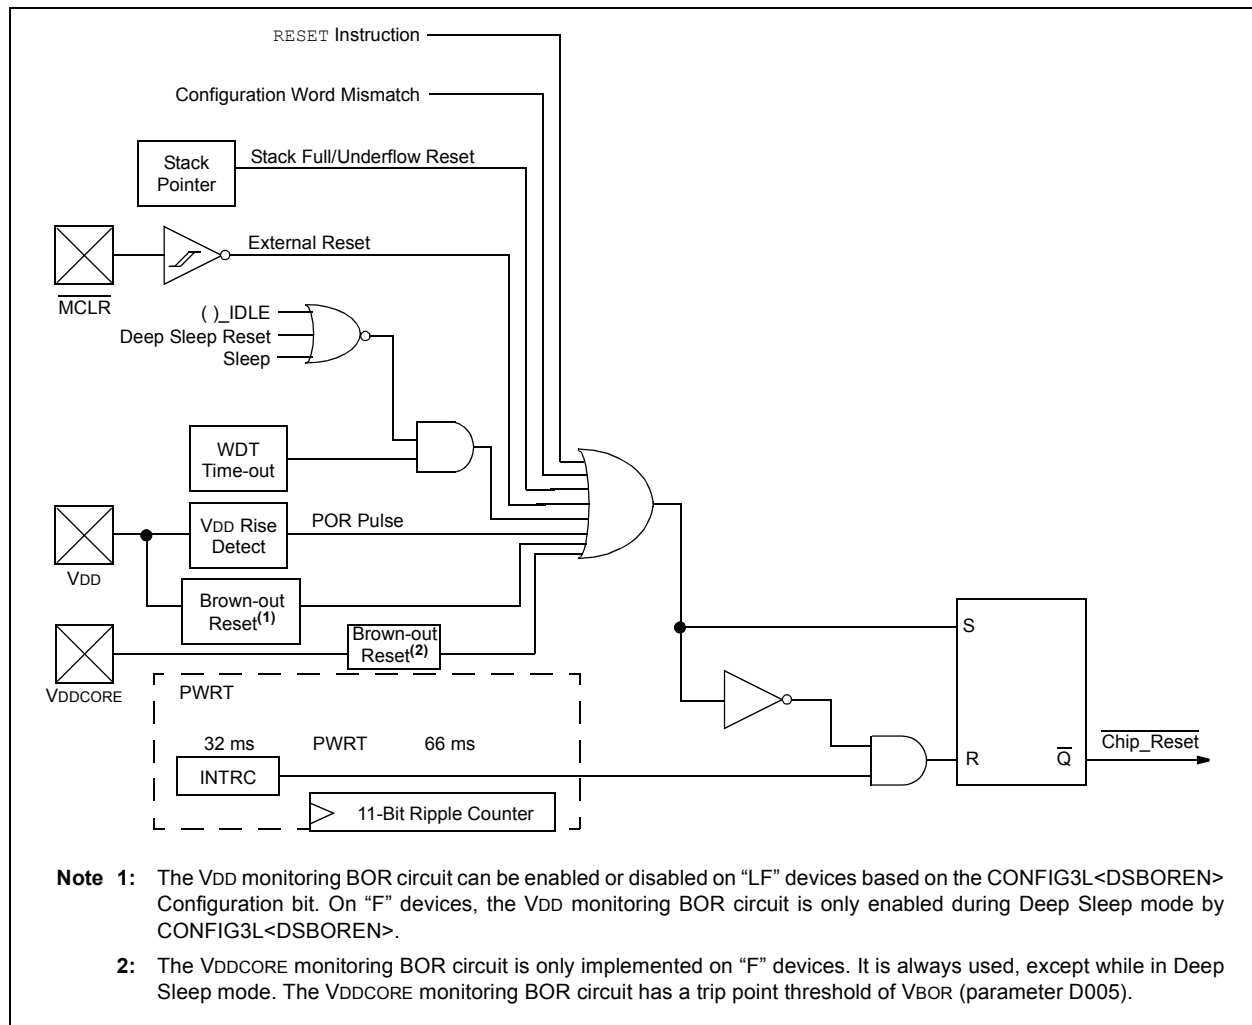 RESET Instruction
Configuration Word Mismatch
Stack
Pointer
Stack Full/Underflow Reset
External Reset
MCLR
( )_IDLE
Deep Sleep Reset
Sleep
WDT
Time-out
VDD Rise
Detect
POR Pulse
VDD
Brown-out
Reset(1)
Brown-out
Reset(2)
VDDCORE
PWRT
32 ms PWRT 66 ms
INTRC
11-Bit Ripple Counter
S
R
Q
Chip_Reset
Note 1: The VDD monitoring BOR circuit can be enabled or disabled on “LF” devices based on the CONFIG3L<DSBOREN>
Configuration bit. On “F” devices, the VDD monitoring BOR circuit is only enabled during Deep Sleep mode by
CONFIG3L<DSBOREN>.
2: The VDDCORE monitoring BOR circuit is only implemented on “F” devices. It is always used, except while in Deep
Sleep mode. The VDDCORE monitoring BOR circuit has a trip point threshold of VBOR (parameter D005).